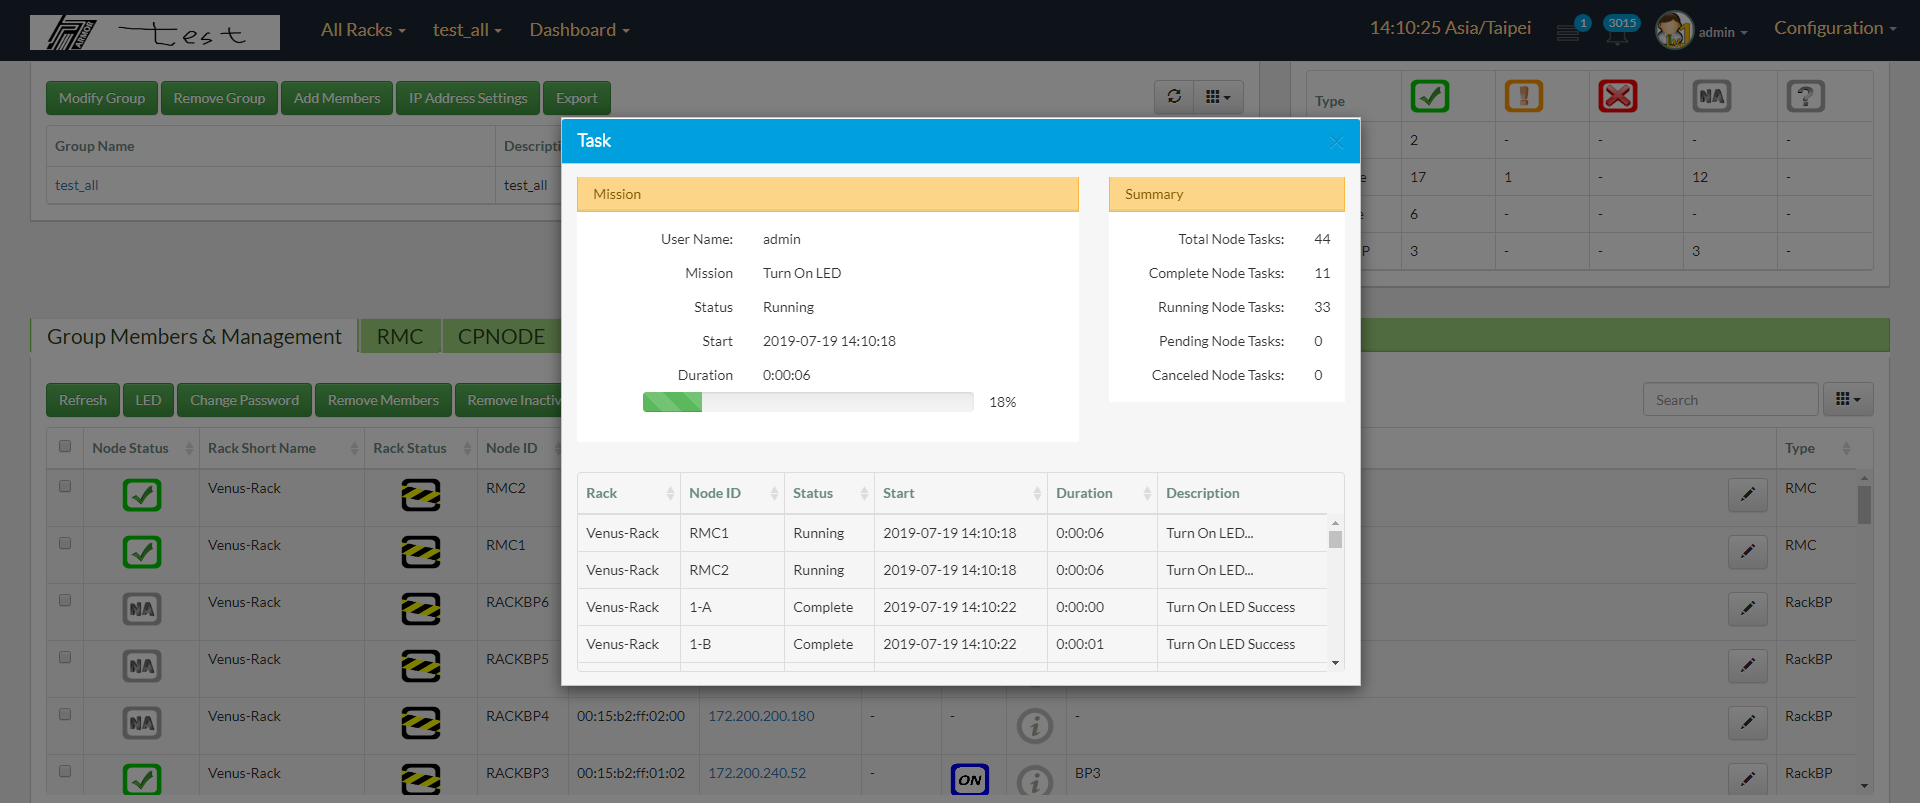 ARMOR test All Racks test_all Dashboard 14:10:25 Asia/Taipei 1 3015 admin Configuration
Modify Group Remove Group Add Members IP Address Settings Export
Group Name
test_all test_all
Type NA ?
2 - - - -
17 1 - 12 -
6 - - - -
3 - - 3 -
Group Members & Management RMC CPNODE
Refresh LED Change Password Remove Members Search
Node Status Rack Short Name Rack Status Node ID Type
Venus-Rack RMC2 RMC
Venus-Rack RMC1 RMC
NA Venus-Rack RACKBP6 RackBP
NA Venus-Rack RACKBP5 RackBP
NA Venus-Rack RACKBP4 00:15:b2:ff:02:00 172.200.200.180 - - i - RackBP
Venus-Rack RACKBP3 00:15:b2:ff:01:02 172.200.240.52 - ON i BP3 RackBP
Task
Mission
User Name: admin
Mission Turn On LED
Status Running
Start 2019-07-19 14:10:18
Duration 0:00:06
18%
Summary
Total Node Tasks: 44
Complete Node Tasks: 11
Running Node Tasks: 33
Pending Node Tasks: 0
Canceled Node Tasks: 0
Rack Node ID Status Start Duration Description
Venus-Rack RMC1 Running 2019-07-19 14:10:18 0:00:06 Turn On LED...
Venus-Rack RMC2 Running 2019-07-19 14:10:18 0:00:06 Turn On LED...
Venus-Rack 1-A Complete 2019-07-19 14:10:22 0:00:00 Turn On LED Success
Venus-Rack 1-B Complete 2019-07-19 14:10:22 0:00:01 Turn On LED Success